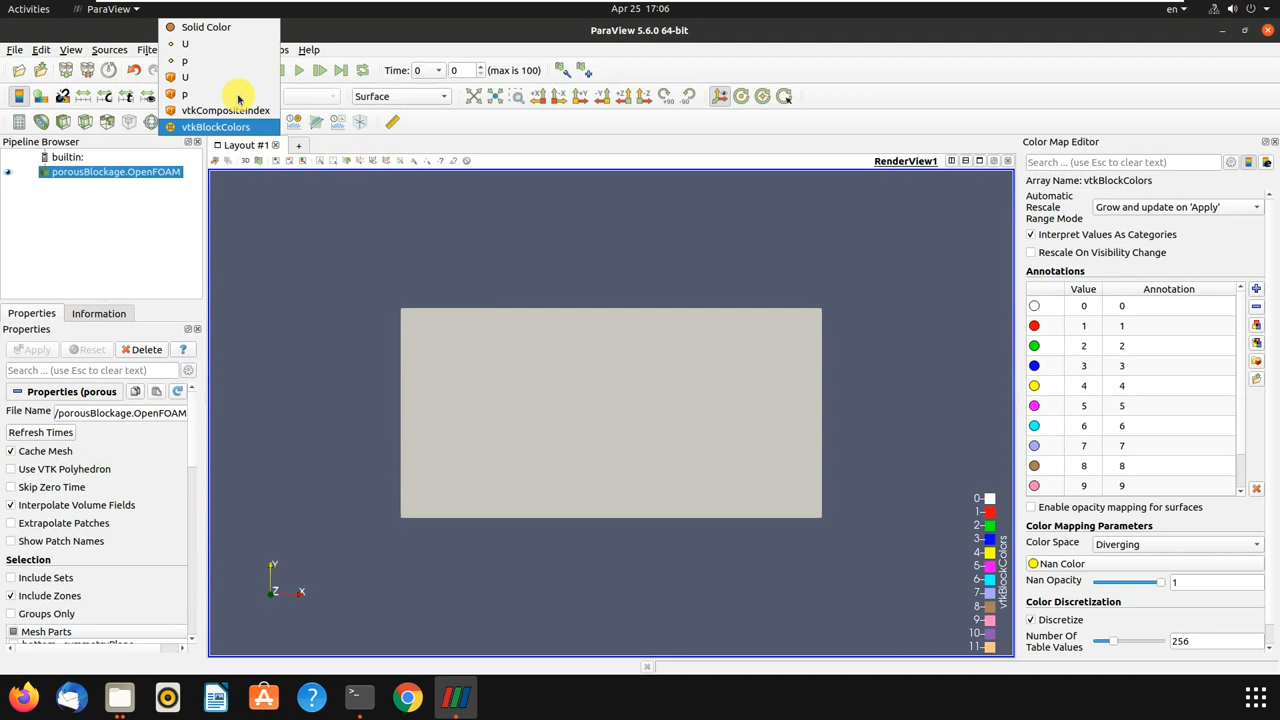 Activities
ParaView
Apr 25 17:06
en
ParaView 5.6.0 64-bit
File
Edit
View
Sources
Filte
ps
Help
Solid Color
U
p
U
p
vtkCompositeIndex
vtkBlockColors
Time:
0
0
(max is 100)
Surface
Layout #1
+
Pipeline Browser
builtin:
porousBlockage.OpenFOAM
3D
RenderView1
Properties
Information
Properties
Apply
Reset
Delete
?
Search ... (use Esc to clear text)
Properties (porous
File Name
/porousBlockage.OpenFOAM
Refresh Times
Cache Mesh
Use VTK Polyhedron
Skip Zero Time
Interpolate Volume Fields
Extrapolate Patches
Show Patch Names
Selection
Include Sets
Include Zones
Groups Only
Mesh Parts
Y
Z
X
0
1
2
3
4
5
6
7
8
9
10
11
vtkBlockColors
Color Map Editor
Search ... (use Esc to clear text)
Array Name: vtkBlockColors
Automatic
Rescale
Range Mode
Grow and update on 'Apply'
Interpret Values As Categories
Rescale On Visibility Change
Annotations
Value
Annotation
0 0
1 1
2 2
3 3
4 4
5 5
6 6
7 7
8 8
9 9
Enable opacity mapping for surfaces
Color Mapping Parameters
Color Space
Diverging
Nan Color
Nan Opacity
1
Color Discretization
Discretize
Number Of
Table Values
256